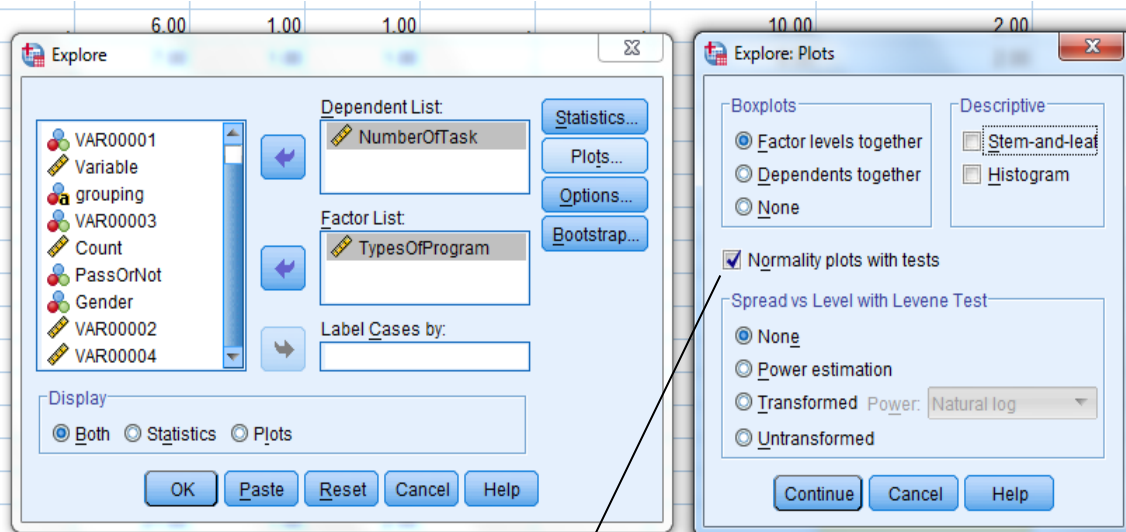 6.00 1.00 1.00 10.00 2.00
Explore
Dependent List:
VAR00001
Variable
grouping
VAR00003
Count
PassOrNot
Gender
VAR00002
VAR00004
NumberOfTask
Factor List:
TypesOfProgram
Label Cases by:
Statistics...
Plots...
Options...
Bootstrap...
Display
Both Statistics Plots
OK Paste Reset Cancel Help
Explore: Plots
Boxplots
Factor levels together
Dependents together
None
Descriptive
Stem-and-leaf
Histogram
Normality plots with tests
Spread vs Level with Levene Test
None
Power estimation
Transformed Power: Natural log
Untransformed
Continue Cancel Help